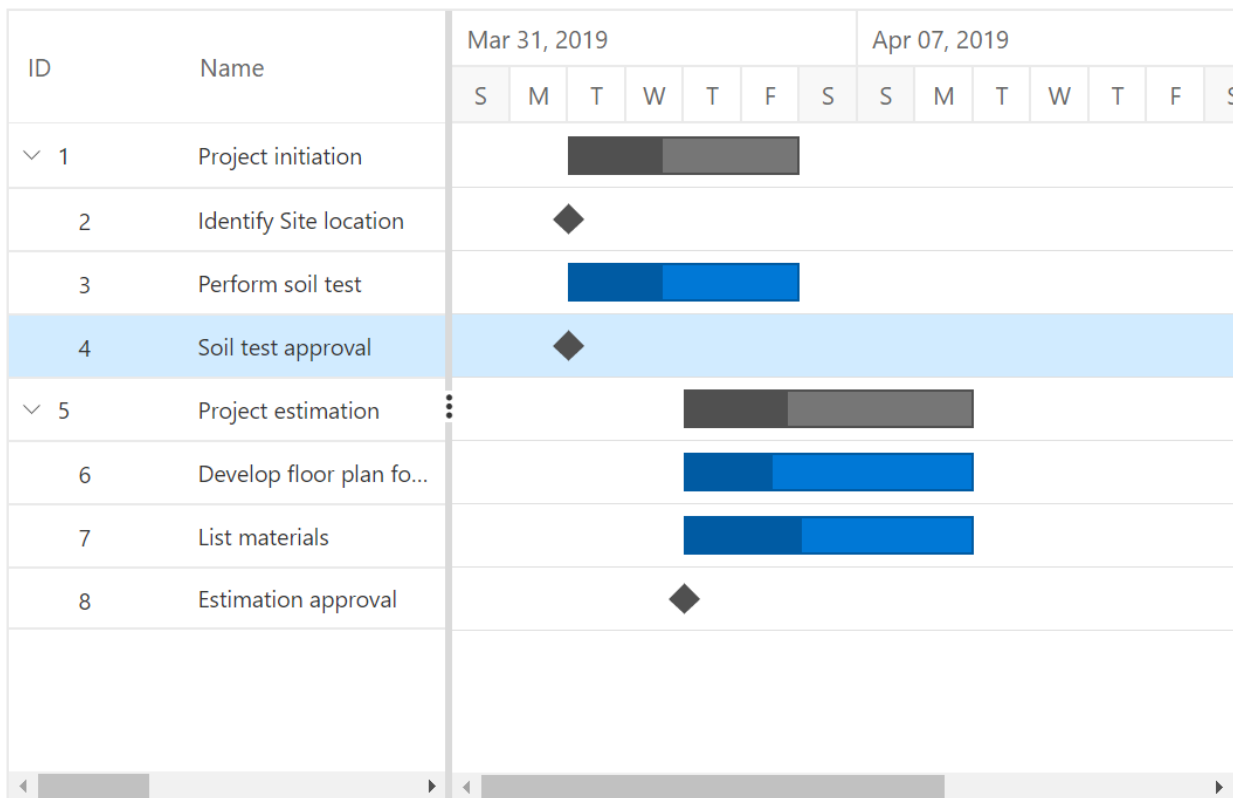 ID Name
Mar 31, 2019 Apr 07, 2019
S M T W T F S S M T W T F S
1 Project initiation
2 Identify Site location
3 Perform soil test
4 Soil test approval
5 Project estimation
6 Develop floor plan fo...
7 List materials
8 Estimation approval